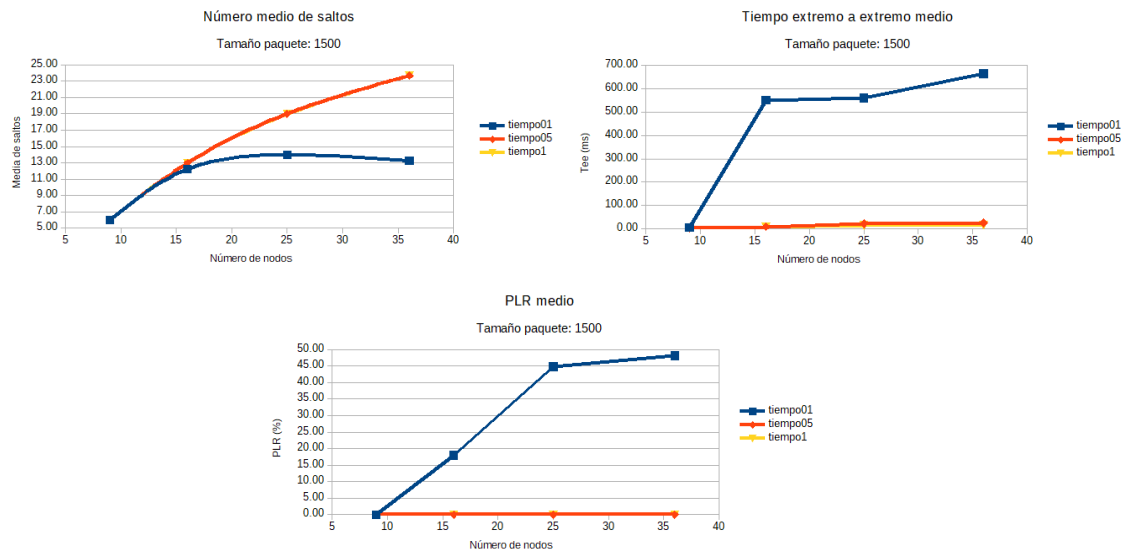 Número medio de saltos
Tamaño paquete: 1500
25.00
23.00
21.00
19.00
17.00
15.00
13.00
11.00
9.00
7.00
5.00
5 10 15 20 25 30 35 40
Media de saltos
Número de nodos
tiempo01
tiempo05
tiempo1
Tiempo extremo a extremo medio
Tamaño paquete: 1500
700.00
600.00
500.00
400.00
300.00
200.00
100.00
0.00
5 10 15 20 25 30 35 40
Tee (ms)
Número de nodos
tiempo01
tiempo05
tiempo1
PLR medio
Tamaño paquete: 1500
50.00
45.00
40.00
35.00
30.00
25.00
20.00
15.00
10.00
5.00
0.00
5 10 15 20 25 30 35 40
PLR (%)
Número de nodos
tiempo01
tiempo05
tiempo1